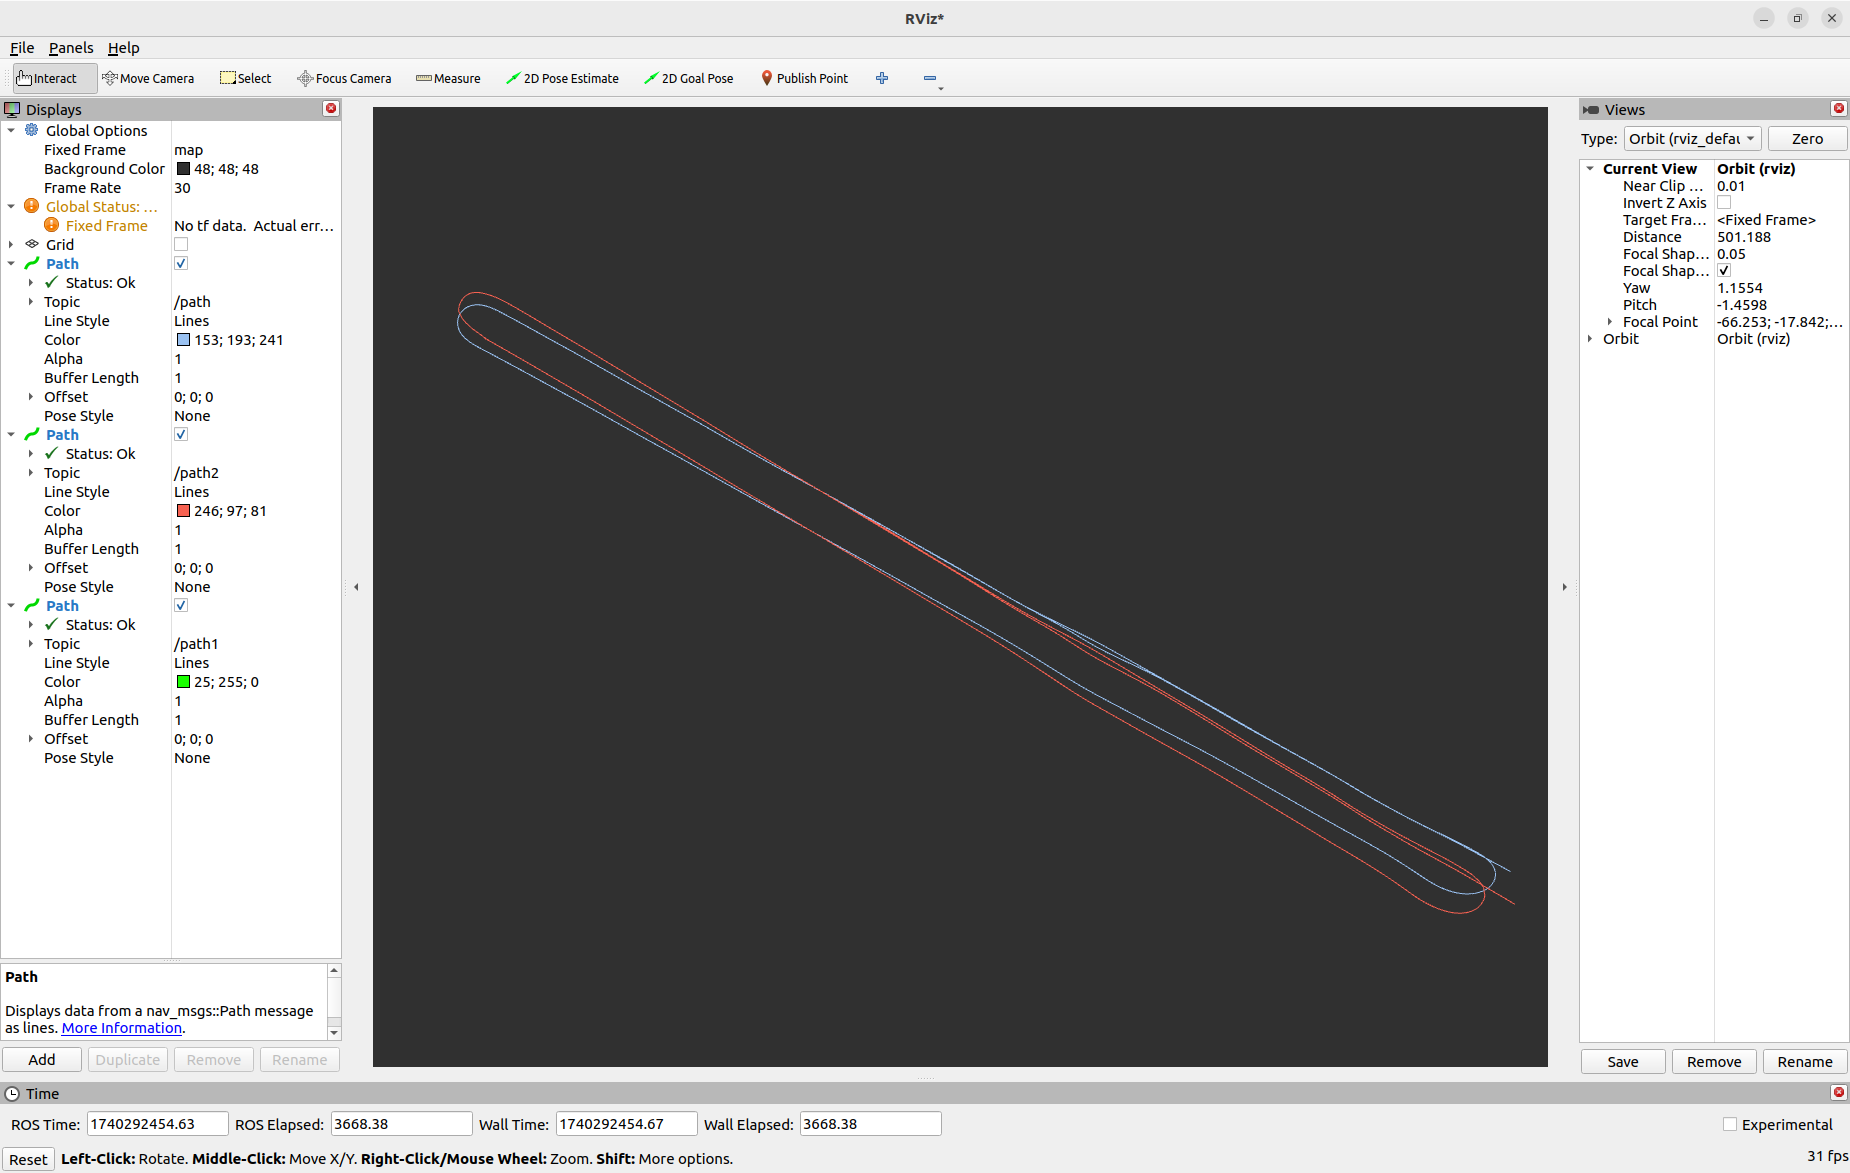 RViz*
File Panels Help
Interact Move Camera Select Focus Camera Measure 2D Pose Estimate 2D Goal Pose Publish Point
Displays
Global Options
Fixed Frame map
Background Color 48; 48; 48
Frame Rate 30
Global Status: ...
Fixed Frame No tf data. Actual err...
Grid
Path
Status: Ok
Topic /path
Line Style Lines
Color 153; 193; 241
Alpha 1
Buffer Length 1
Offset 0; 0; 0
Pose Style None
Path
Status: Ok
Topic /path2
Line Style Lines
Color 246; 97; 81
Alpha 1
Buffer Length 1
Offset 0; 0; 0
Pose Style None
Path
Status: Ok
Topic /path1
Line Style Lines
Color 25; 255; 0
Alpha 1
Buffer Length 1
Offset 0; 0; 0
Pose Style None
Path
Displays data from a nav_msgs::Path message
as lines. More Information.
Add Duplicate Remove Rename
Views
Type: Orbit (rviz_defau Zero
Current View Orbit (rviz)
Near Clip ... 0.01
Invert Z Axis
Target Fra... <Fixed Frame>
Distance 501.188
Focal Shap... 0.05
Focal Shap...
Yaw 1.1554
Pitch -1.4598
Focal Point -66.253; -17.842;...
Orbit Orbit (rviz)
Save Remove Rename
Time
ROS Time: 1740292454.63 ROS Elapsed: 3668.38 Wall Time: 1740292454.67 Wall Elapsed: 3668.38 Experimental
Reset Left-Click: Rotate. Middle-Click: Move X/Y. Right-Click/Mouse Wheel: Zoom. Shift: More options. 31 fps